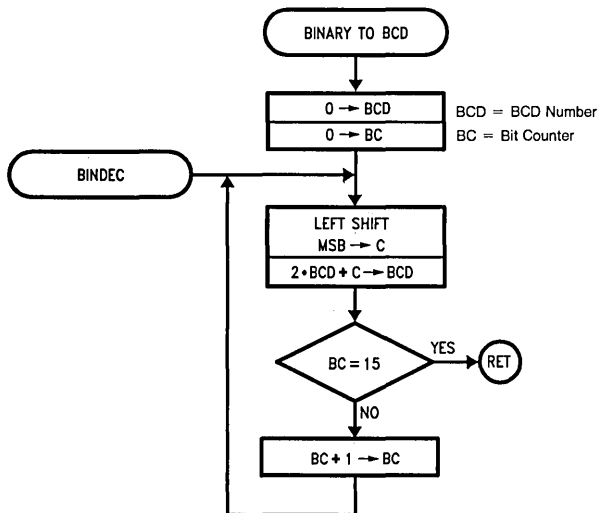 BINARY TO BCD
0 → BCD
0 → BC
BCD = BCD Number
BC = Bit Counter
BINDEC
LEFT SHIFT
MSB → C
2•BCD + C → BCD
BC = 15
YES
RET
NO
BC + 1 → BC